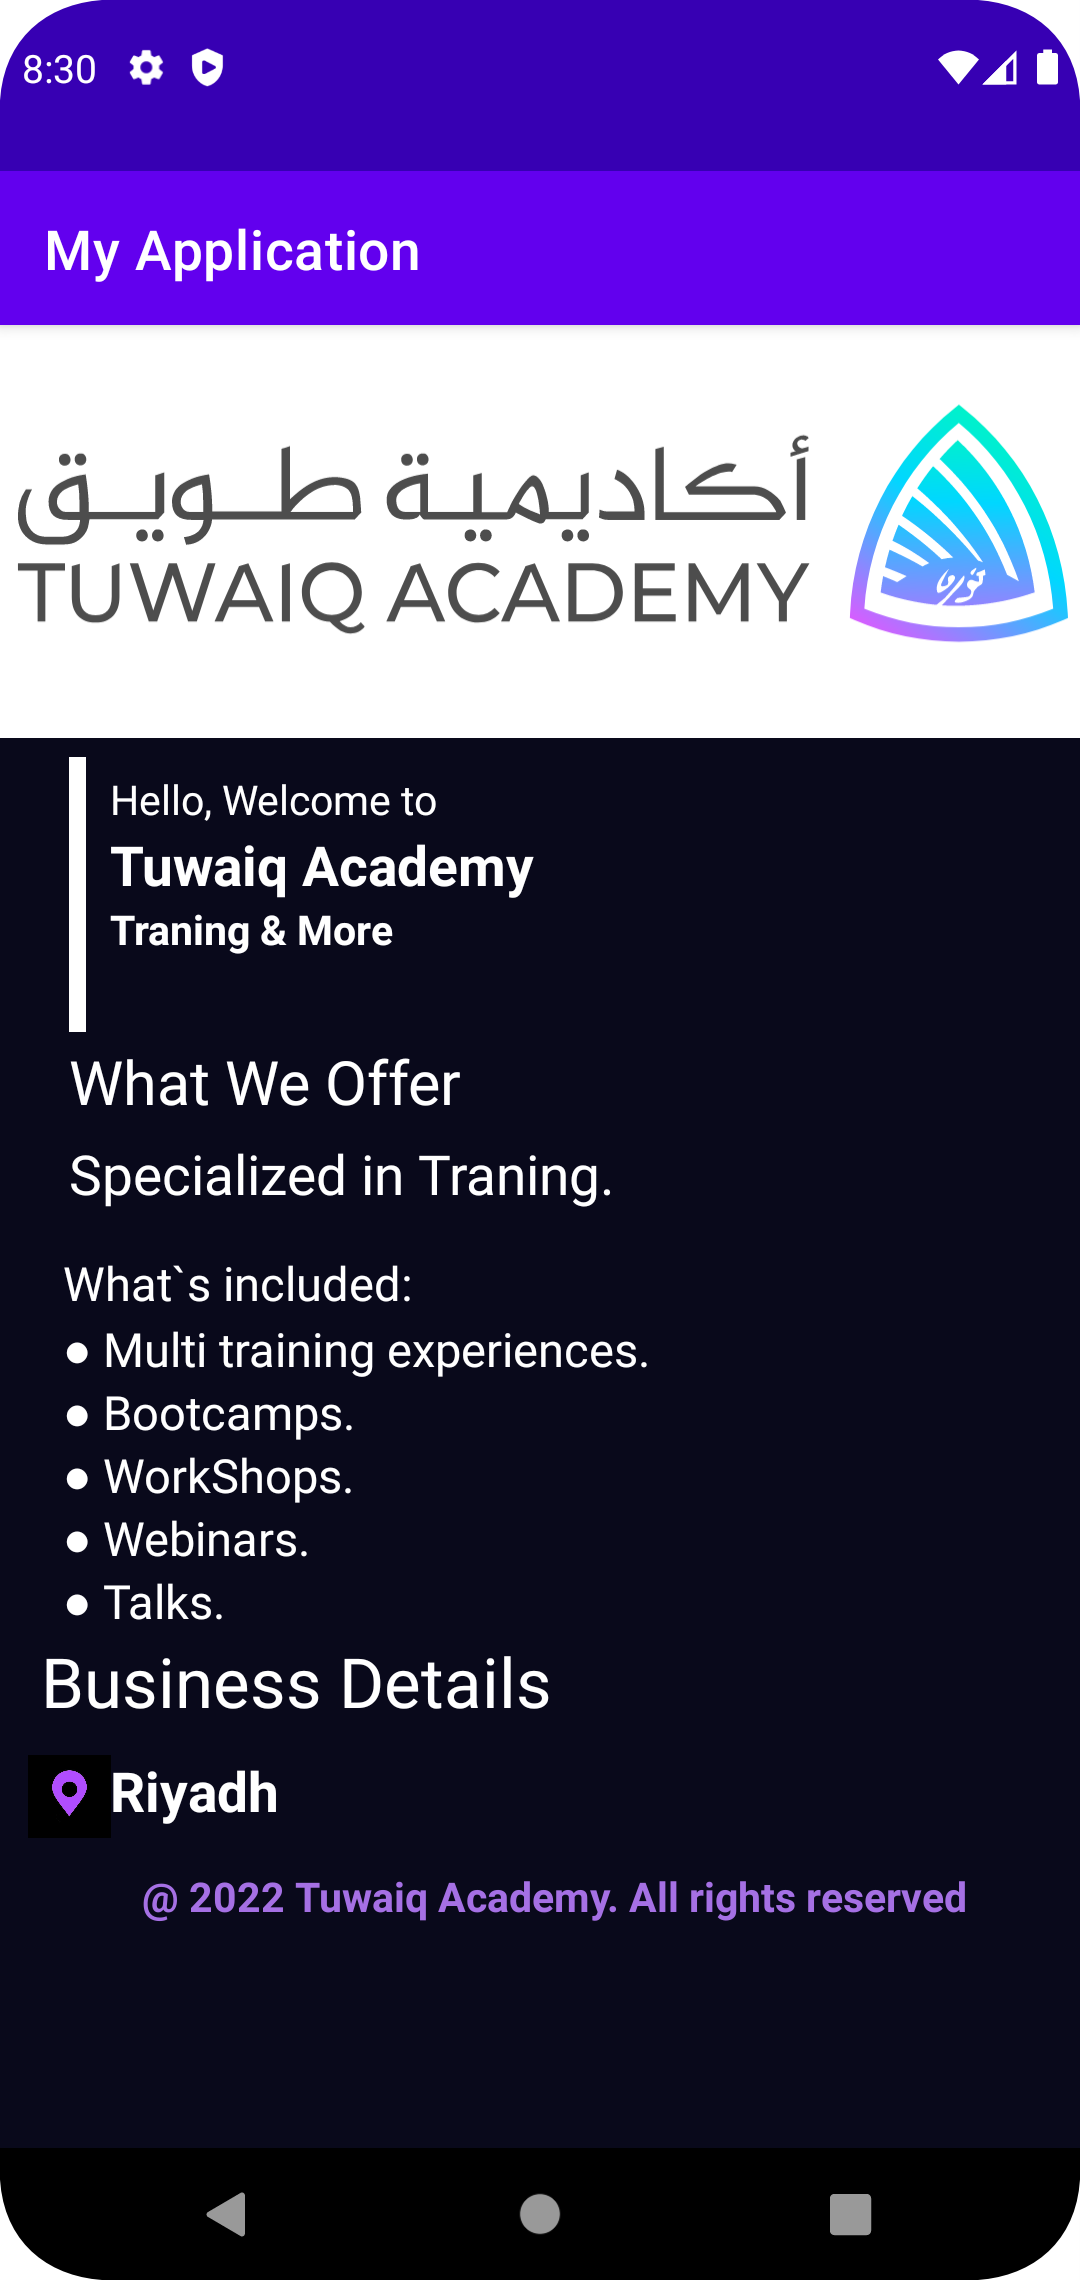 8:30
My Application
أكاديمية طويق
TUWAIQ ACADEMY
Hello, Welcome to
Tuwaiq Academy
Traning & More
What We Offer
Specialized in Traning.
What`s included:
● Multi training experiences.
● Bootcamps.
● WorkShops.
● Webinars.
● Talks.
Business Details
Riyadh
@ 2022 Tuwaiq Academy. All rights reserved